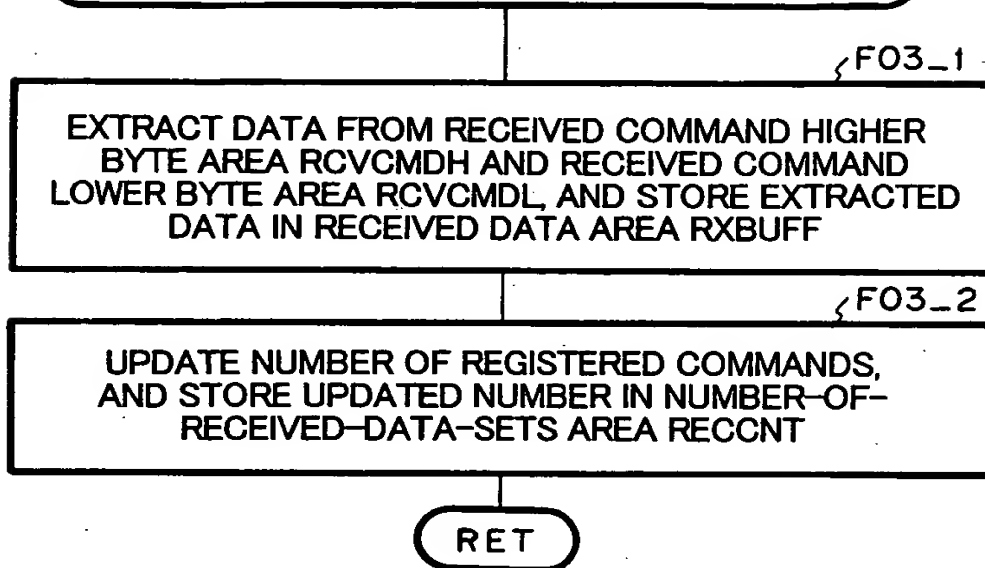 F03_1
EXTRACT DATA FROM RECEIVED COMMAND HIGHER
BYTE AREA RCVCMDH AND RECEIVED COMMAND
LOWER BYTE AREA RCVCMDL, AND STORE EXTRACTED
DATA IN RECEIVED DATA AREA RXBUFF
F03_2
UPDATE NUMBER OF REGISTERED COMMANDS,
AND STORE UPDATED NUMBER IN NUMBER-OF-
RECEIVED-DATA-SETS AREA RECCNT
RET